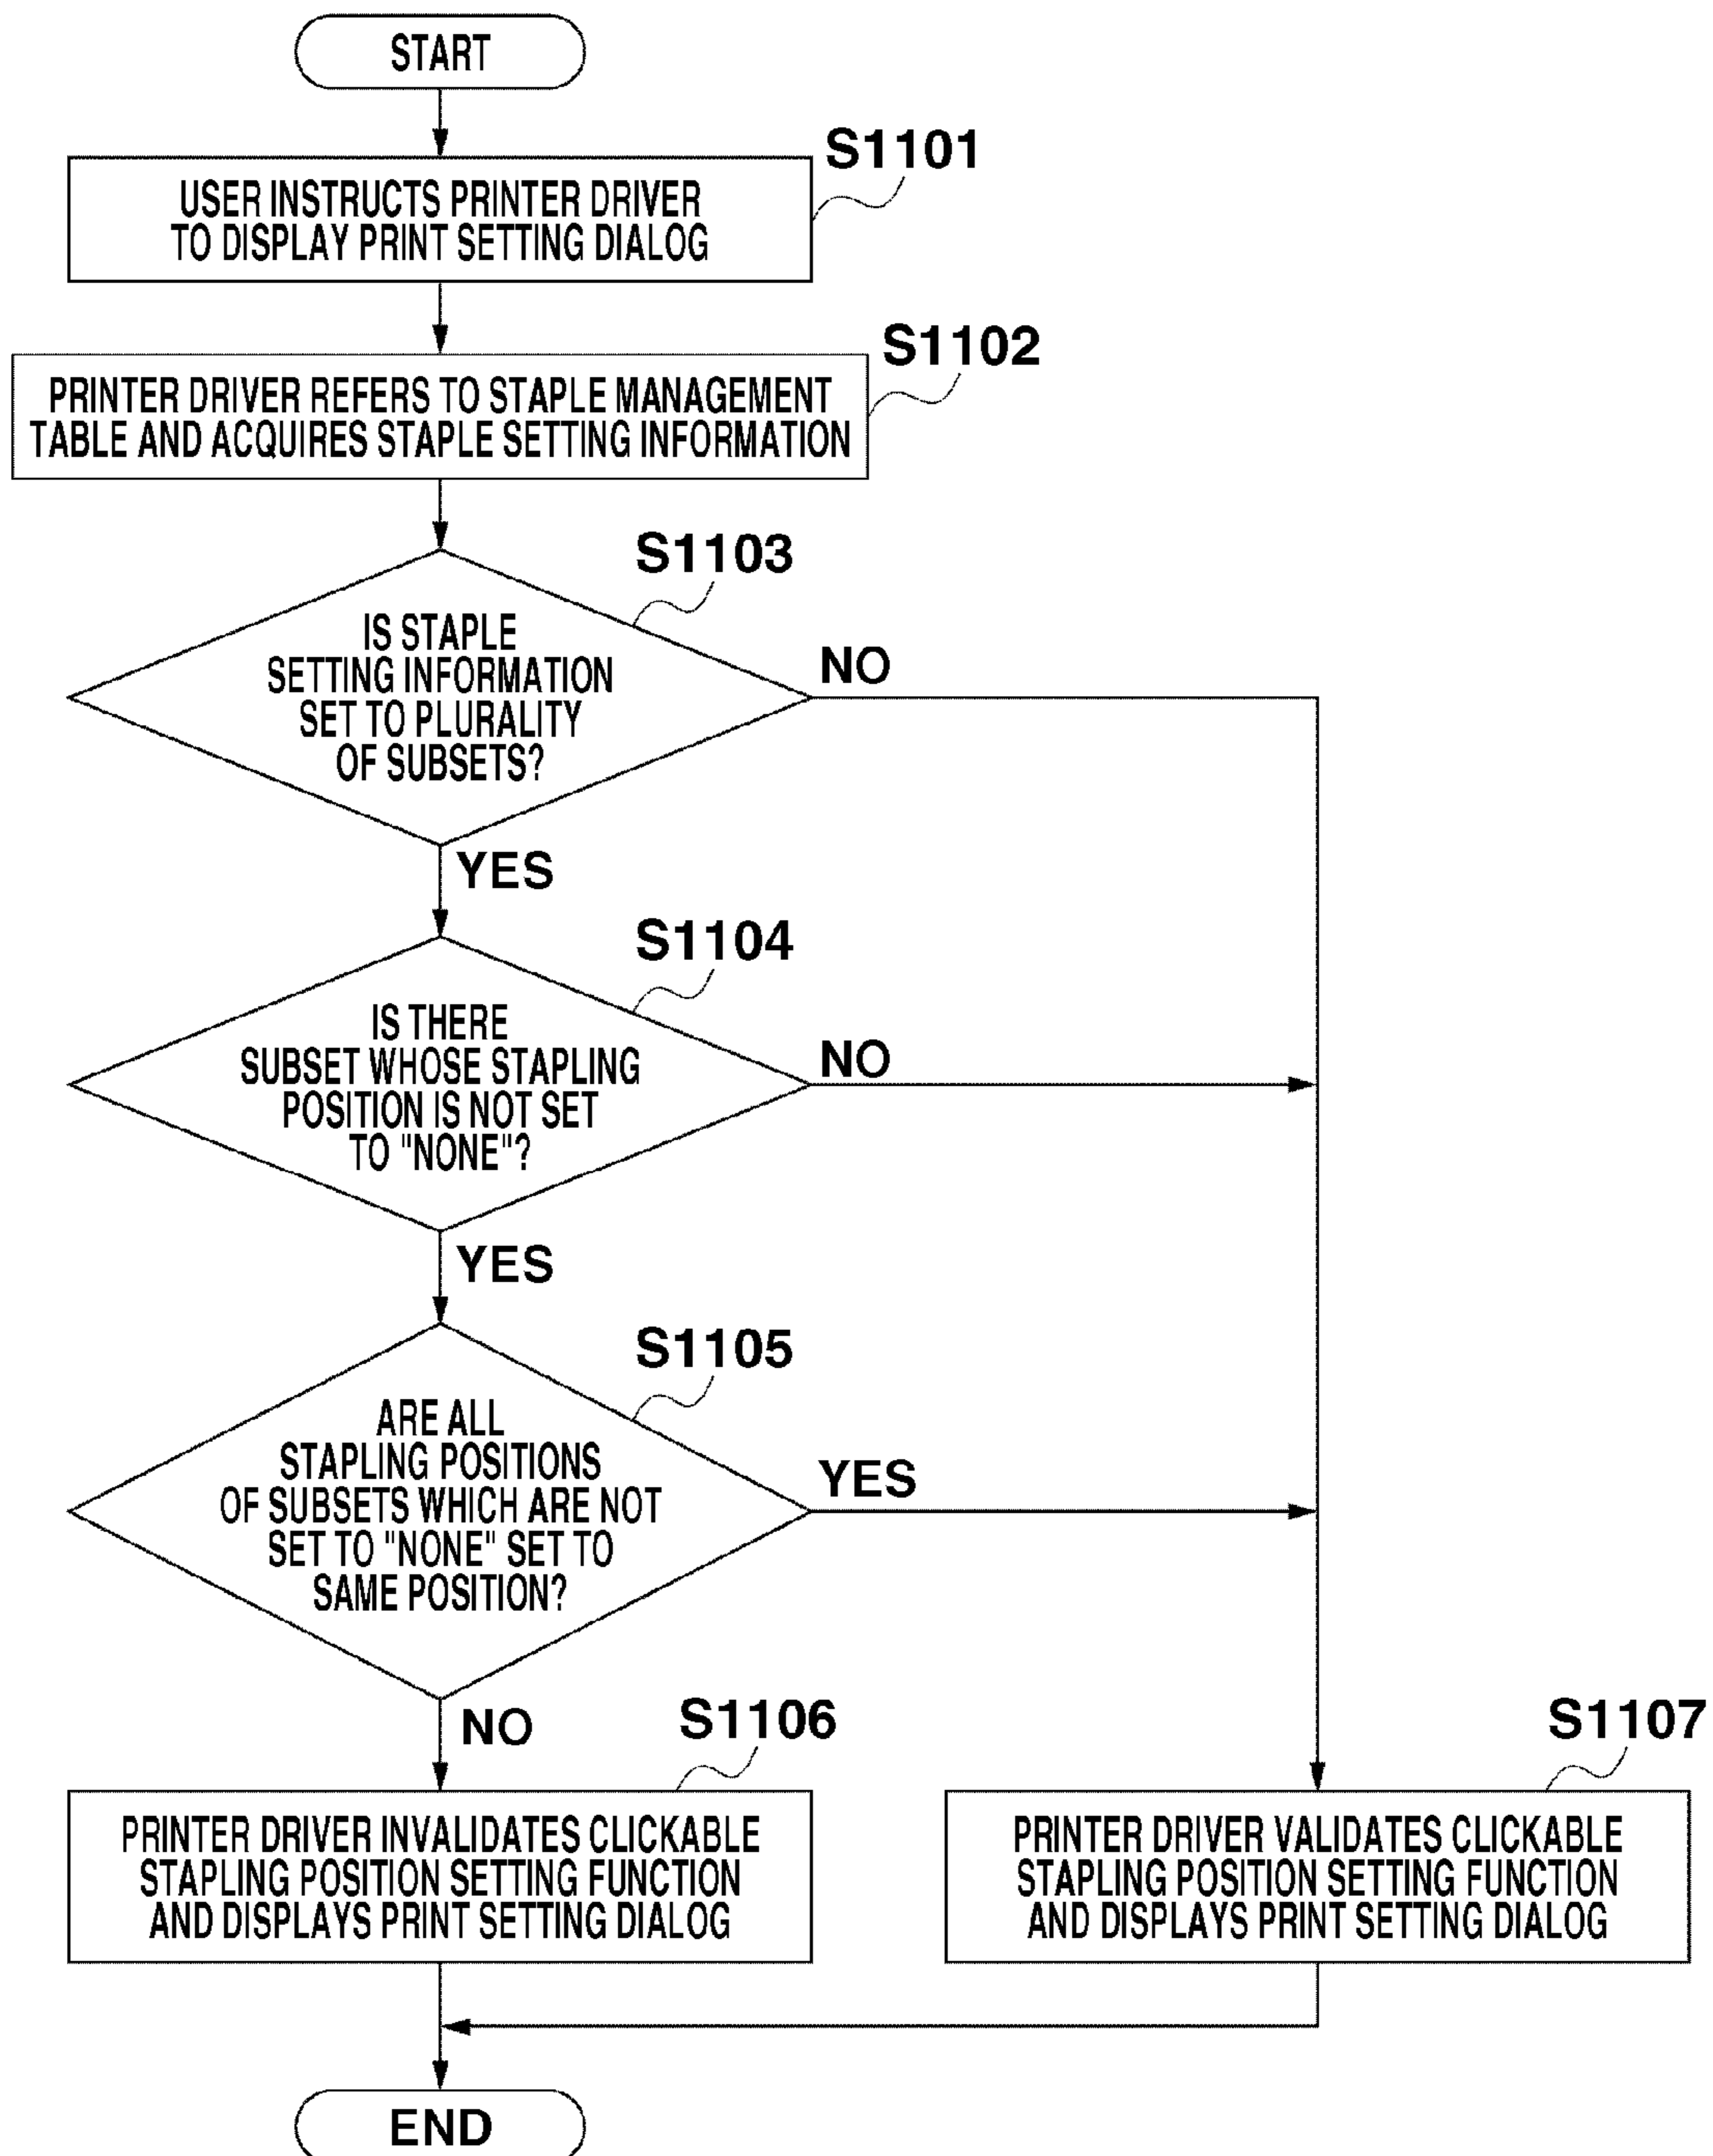 START
S1101
USER INSTRUCTS PRINTER DRIVER
TO DISPLAY PRINT SETTING DIALOG
S1102
PRINTER DRIVER REFERS TO STAPLE MANAGEMENT
TABLE AND ACQUIRES STAPLE SETTING INFORMATION
S1103
IS STAPLE
SETTING INFORMATION
SET TO PLURALITY
OF SUBSETS?
NO
YES
S1104
IS THERE
SUBSET WHOSE STAPLING
POSITION IS NOT SET
TO "NONE"?
NO
YES
S1105
ARE ALL
STAPLING POSITIONS
OF SUBSETS WHICH ARE NOT
SET TO "NONE" SET TO
SAME POSITION?
YES
NO
S1106
PRINTER DRIVER INVALIDATES CLICKABLE
STAPLING POSITION SETTING FUNCTION
AND DISPLAYS PRINT SETTING DIALOG
S1107
PRINTER DRIVER VALIDATES CLICKABLE
STAPLING POSITION SETTING FUNCTION
AND DISPLAYS PRINT SETTING DIALOG
END